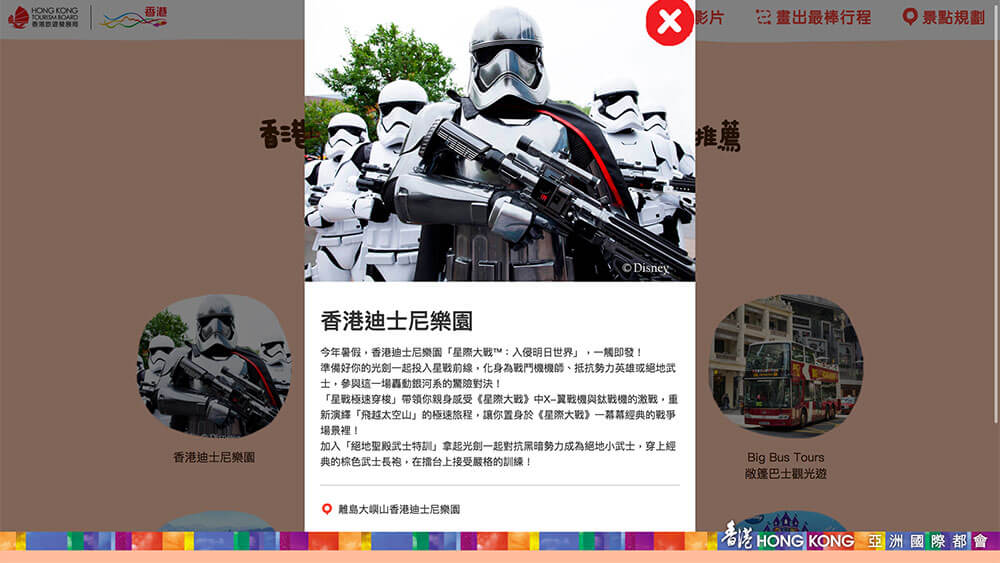 HONG KONG
TOURISM BOARD
香港旅遊發展局
香港
影片
畫出最棒行程
景點規劃
香港
推薦
©Disney
香港迪士尼樂園
今年暑假，香港迪士尼樂園「星際大戰™：入侵明日世界」，一觸即發！
準備好你的光劍一起投入星戰前線，化身為戰鬥機機師、抵抗勢力英雄或絕地武
士，參與這一場轟動銀河系的驚險對決！
「星戰極速穿梭」帶領你親身感受《星際大戰》中X-翼戰機與鈦戰機的激戰，重
新演繹「飛越太空山」的極速旅程，讓你置身於《星際大戰》一幕幕經典的戰爭
場景裡！
加入「絕地聖殿武士特訓」拿起光劍一起對抗黑暗勢力成為絕地小武士，穿上經
典的棕色武士長袍，在擂台上接受嚴格的訓練！
離島大嶼山香港迪士尼樂園
香港迪士尼樂園
Big Bus Tours
敞篷巴士觀光遊
香港 HONG KONG 亞洲國際都會